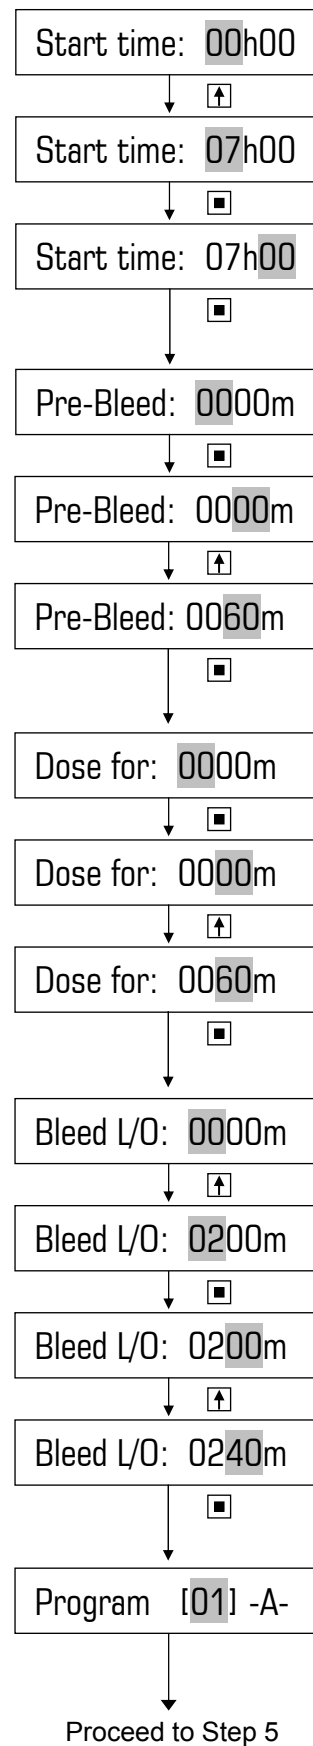 Start time: 00h00
Start time: 07h00
Start time: 07h00
Pre-Bleed: 0000m
Pre-Bleed: 0000m
Pre-Bleed: 0060m
Dose for: 0000m
Dose for: 0000m
Dose for: 0060m
Bleed L/O: 0000m
Bleed L/O: 0200m
Bleed L/O: 0200m
Bleed L/O: 0240m
Program [01] -A-
Proceed to Step 5